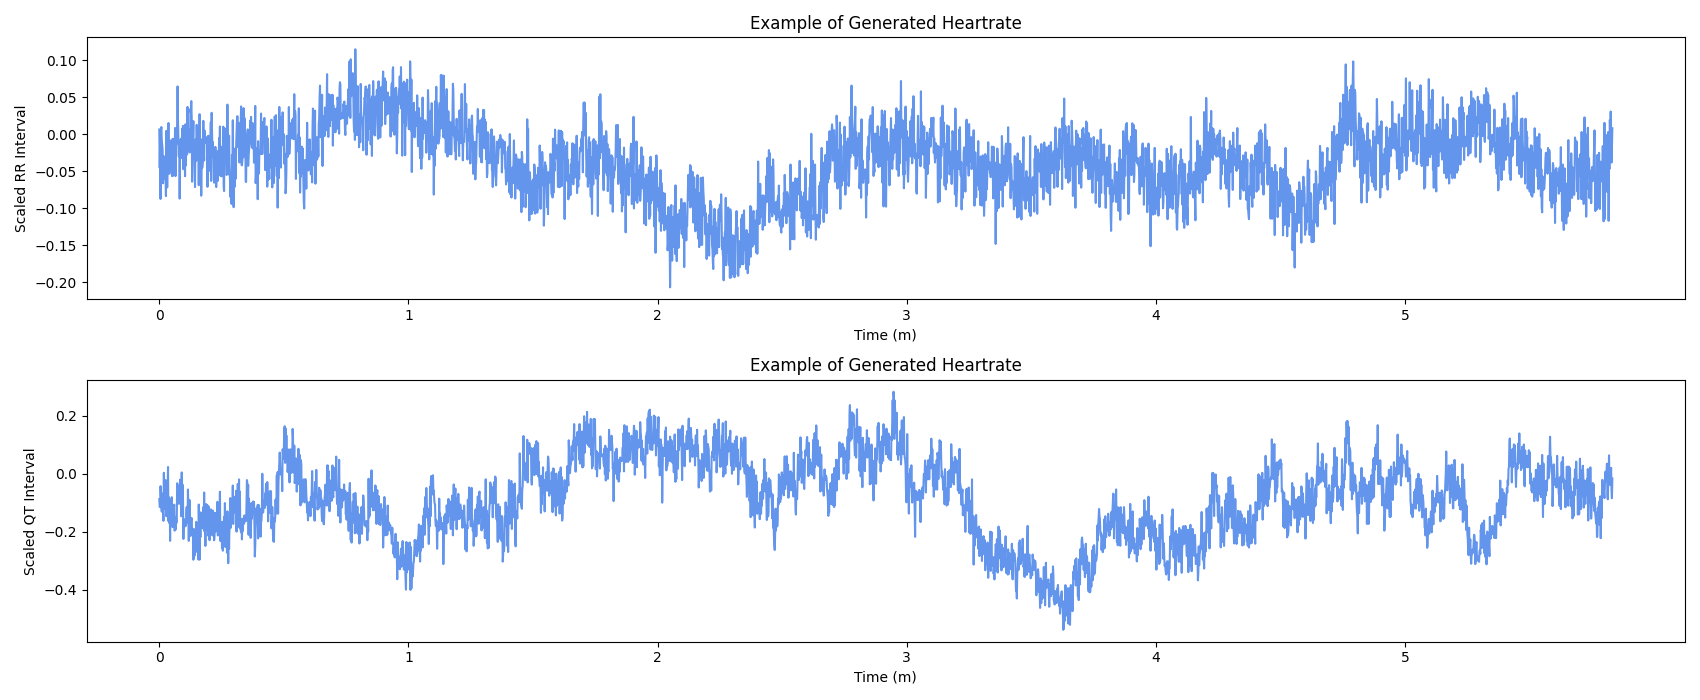 Example of Generated Heartrate
Scaled RR Interval
0.10
0.05
0.00
−0.05
−0.10
−0.15
−0.20
0 1 2 3 4 5
Time (m)
Example of Generated Heartrate
Scaled QT Interval
0.2
0.0
−0.2
−0.4
0 1 2 3 4 5
Time (m)